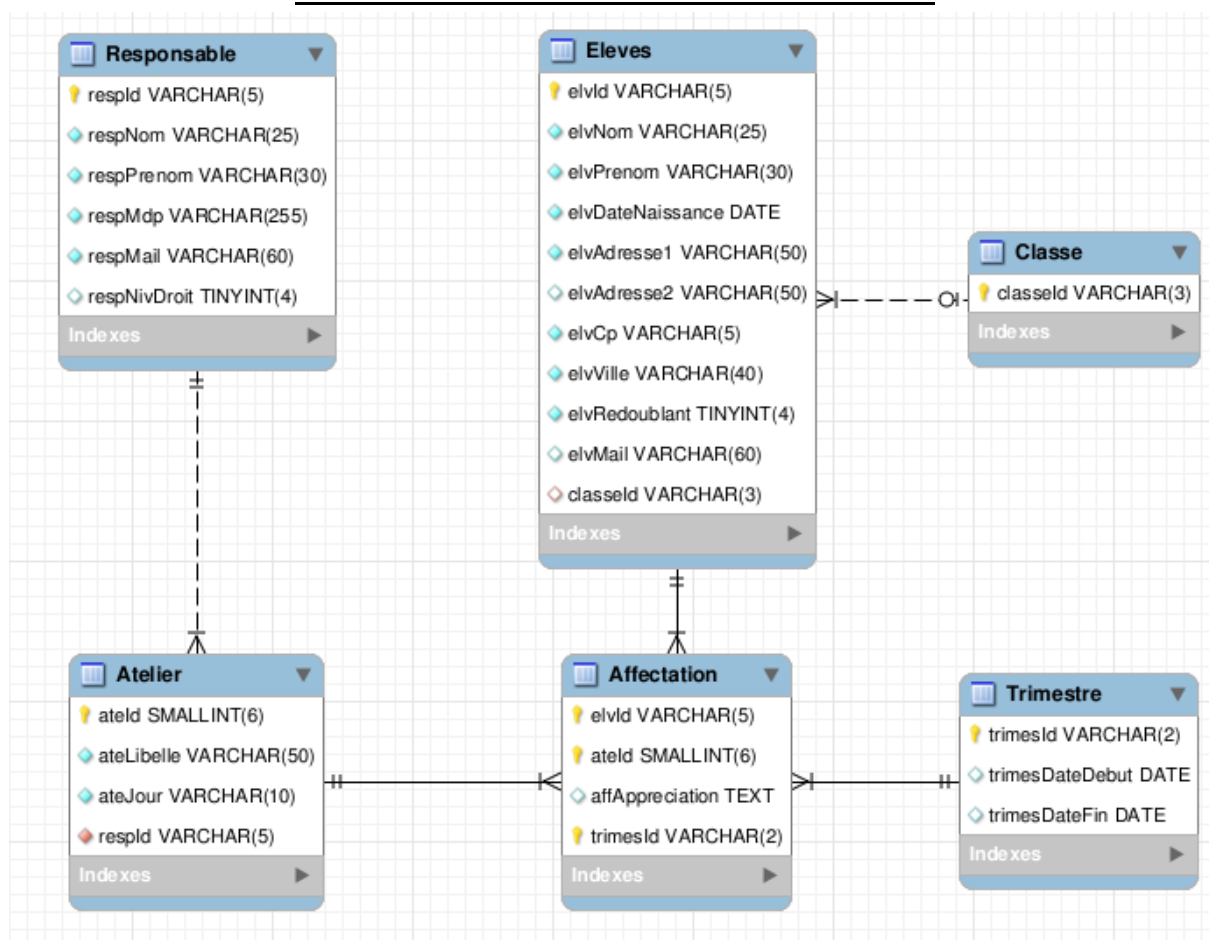 Responsable
respId VARCHAR(5)
respNom VARCHAR(25)
respPrenom VARCHAR(30)
respMdp VARCHAR(255)
respMail VARCHAR(60)
respNivDroit TINYINT(4)
Indexes
Eleves
elvId VARCHAR(5)
elvNom VARCHAR(25)
elvPrenom VARCHAR(30)
elvDateNaissance DATE
elvAdresse1 VARCHAR(50)
elvAdresse2 VARCHAR(50)
elvCp VARCHAR(5)
elvVille VARCHAR(40)
elvRedoublant TINYINT(4)
elvMail VARCHAR(60)
classeId VARCHAR(3)
Indexes
Classe
classeId VARCHAR(3)
Indexes
Atelier
ateId SMALLINT(6)
ateLibelle VARCHAR(50)
ateJour VARCHAR(10)
respId VARCHAR(5)
Indexes
Affectation
elvId VARCHAR(5)
ateId SMALLINT(6)
affAppreciation TEXT
trimesId VARCHAR(2)
Indexes
Trimestre
trimesId VARCHAR(2)
trimesDateDebut DATE
trimesDateFin DATE
Indexes